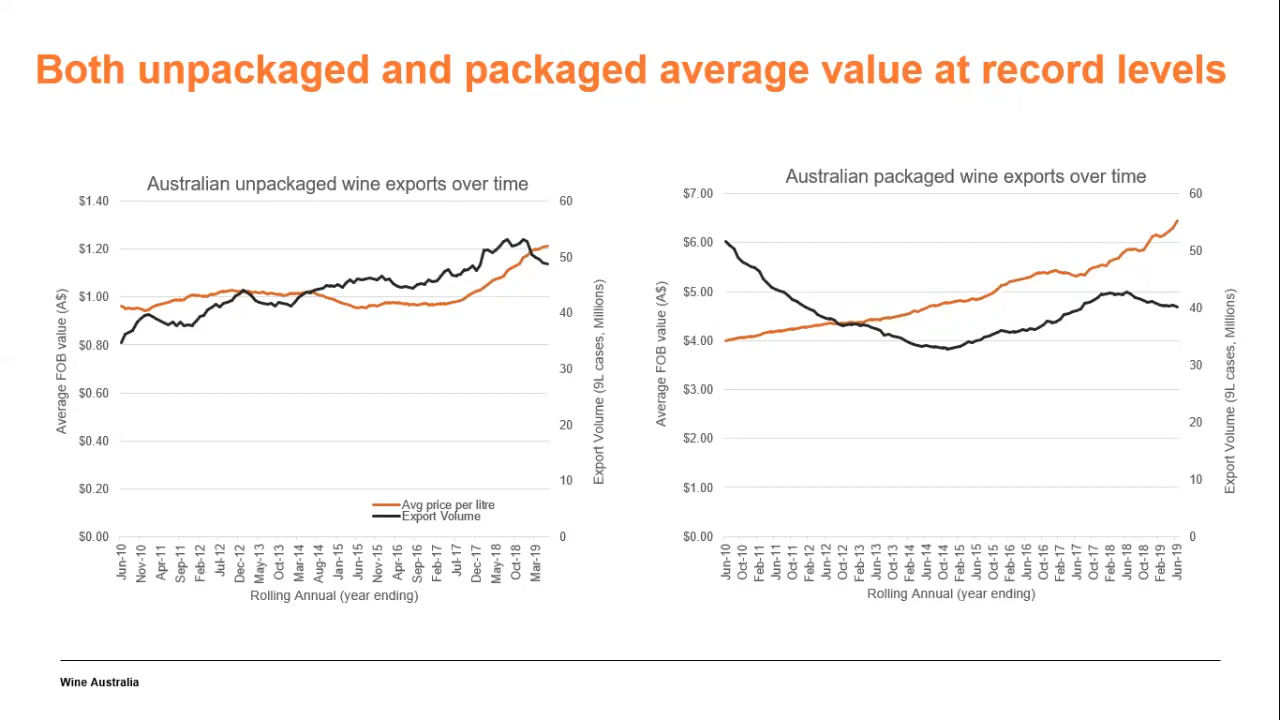 Both unpackaged and packaged average value at record levels
Australian unpackaged wine exports over time
$1.40
$1.20
$1.00
$0.80
$0.60
$0.40
$0.20
$0.00
Average FOB value (A$)
60
50
40
30
20
10
0
Export Volume (9L cases, Millions)
Avg price per litre
Export Volume
Jun-10
Nov-10
Apr-11
Sep-11
Feb-12
Jul-12
Dec-12
May-13
Oct-13
Mar-14
Aug-14
Jan-15
Jun-15
Nov-15
Apr-16
Sep-16
Feb-17
Jul-17
Dec-17
May-18
Oct-18
Mar-19
Rolling Annual (year ending)
Australian packaged wine exports over time
$7.00
$6.00
$5.00
$4.00
$3.00
$2.00
$1.00
$0.00
Average FOB value (A$)
60
50
40
30
20
10
0
Export Volume (9L cases, Millions)
Jun-10
Oct-10
Feb-11
Jun-11
Oct-11
Feb-12
Jun-12
Oct-12
Feb-13
Jun-13
Oct-13
Feb-14
Jun-14
Oct-14
Feb-15
Jun-15
Oct-15
Feb-16
Jun-16
Oct-16
Feb-17
Jun-17
Oct-17
Feb-18
Jun-18
Oct-18
Feb-19
Jun-19
Rolling Annual (year ending)
Wine Australia